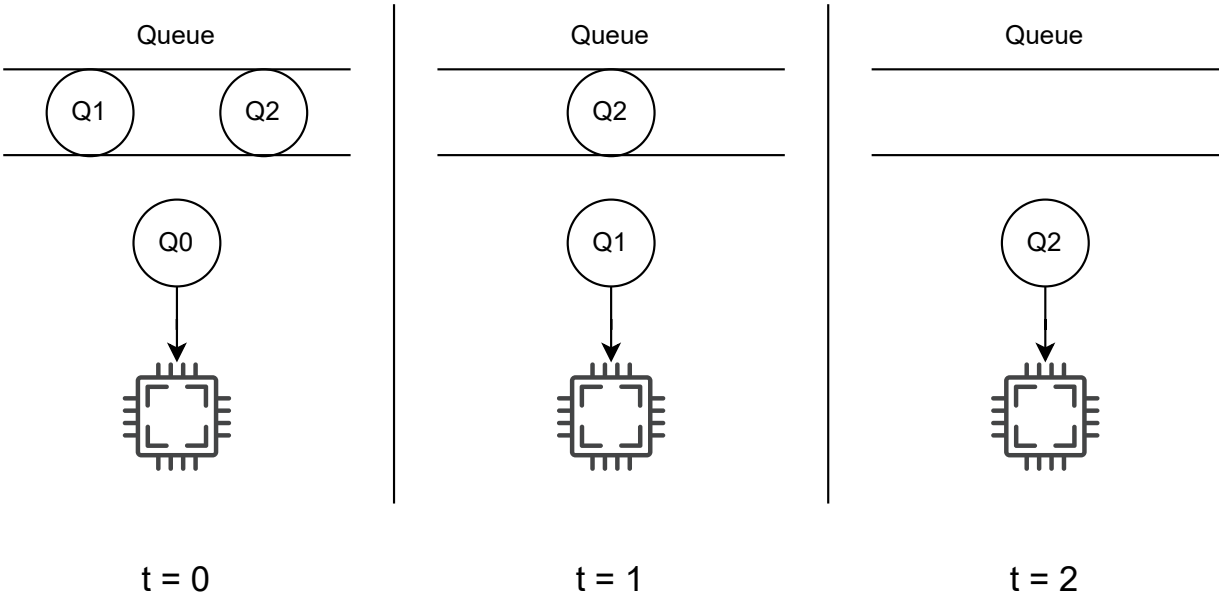 Queue
Q1
Q2
Q0
t = 0
Queue
Q2
Q1
t = 1
Queue
Q2
t = 2